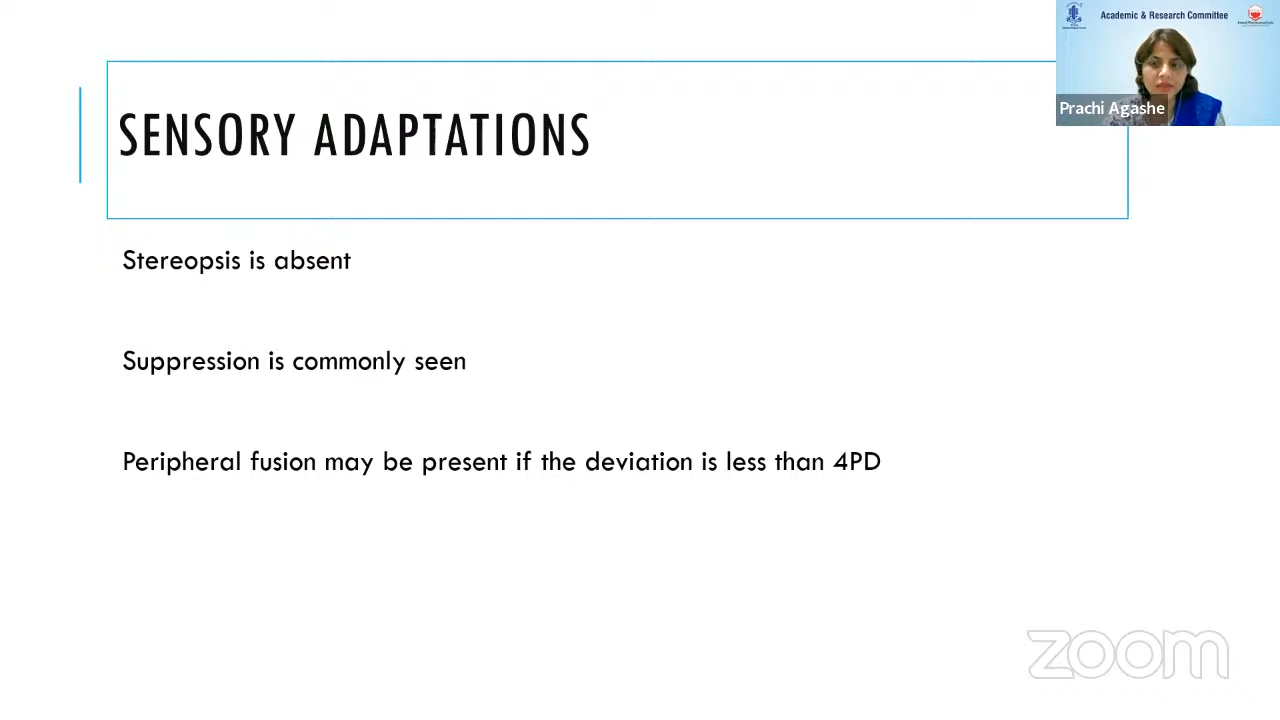 Academic & Research Committee
Prachi Agashe
SENSORY ADAPTATIONS
Stereopsis is absent
Suppression is commonly seen
Peripheral fusion may be present if the deviation is less than 4PD
zoom